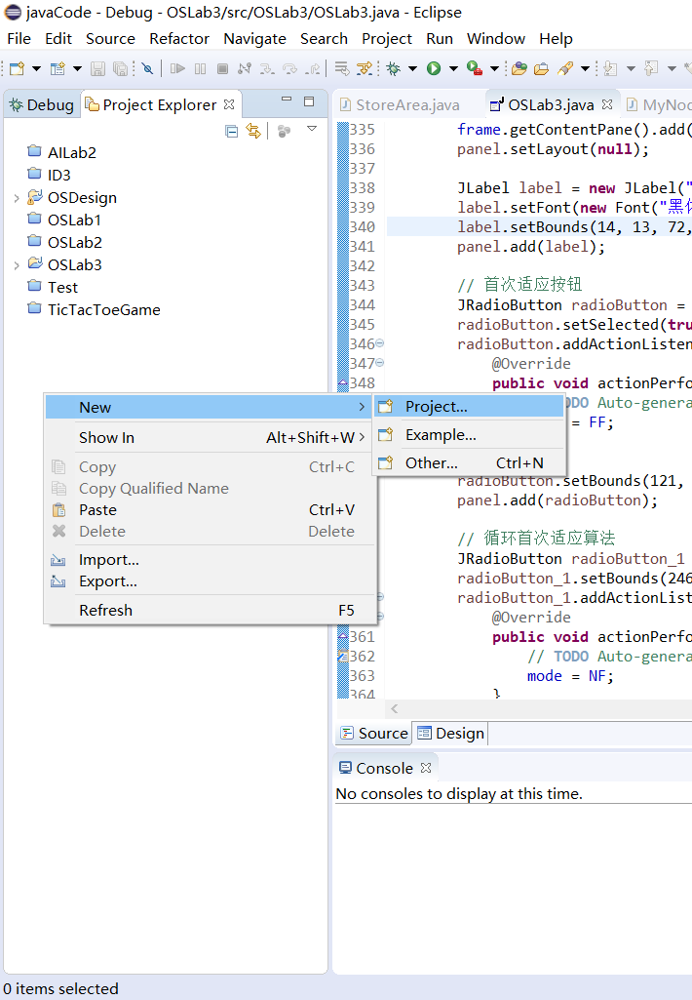 javaCode - Debug - OSLab3/src/OSLab3/OSLab3.java - Eclipse
File Edit Source Refactor Navigate Search Project Run Window Help
Debug Project Explorer
AILab2
ID3
OSDesign
OSLab1
OSLab2
OSLab3
Test
TicTacToeGame
New
Show In Alt+Shift+W
Copy Ctrl+C
Copy Qualified Name
Paste Ctrl+V
Delete Delete
Import...
Export...
Refresh F5
Project...
Example...
Other... Ctrl+N
StoreArea.java OSLab3.java MyNod
335 frame.getContentPane().add(
336 panel.setLayout(null);
337
338 JLabel label = new JLabel("
339 label.setFont(new Font("黑体
340 label.setBounds(14, 13, 72,
341 panel.add(label);
342
343 // 首次适应按钮
344 JRadioButton radioButton =
345 radioButton.setSelected(tru
346 radioButton.addActionListen
347 @Override
348 public void actionPerfo
ODO Auto-genera
= FF;
radioButton.setBounds(121,
panel.add(radioButton);
// 循环首次适应算法
JRadioButton radioButton_1
radioButton_1.setBounds(246
radioButton_1.addActionList
@Override
361 public void actionPerfo
362 // TODO Auto-genera
363 mode = NF;
364 }
Source Design
Console
No consoles to display at this time.
0 items selected